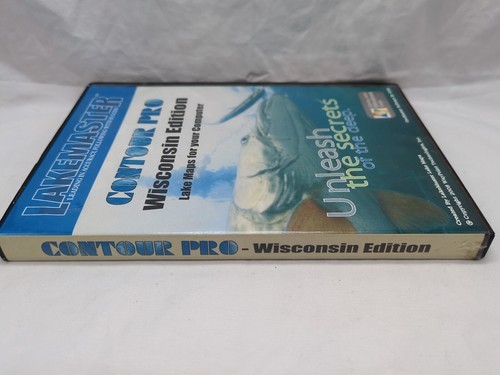 LAKEMASTER
CONTOUR PRO
Wisconsin Edition
Lake Maps for your Computer
Unleash
the secrets
of the deep.
CONTOUR PRO - Wisconsin Edition